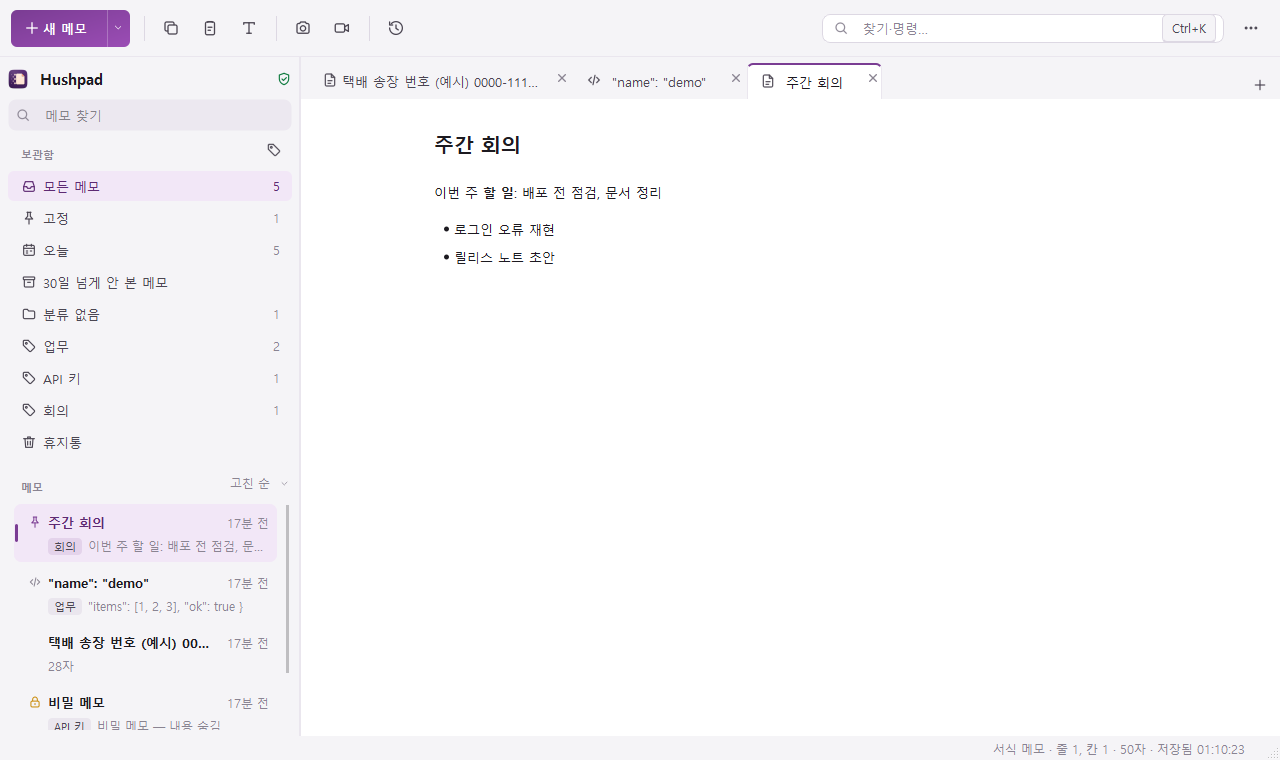 새 메모
찾기·명령... Ctrl+K
Hushpad
메모 찾기
보관함
모든 메모 5
고정 1
오늘 5
30일 넘게 안 본 메모
분류 없음 1
업무 2
API 키 1
회의 1
휴지통
메모 고친 순
주간 회의 17분 전
회의 이번 주 할 일: 배포 전 점검, 문...
"name": "demo" 17분 전
업무 "items": [1, 2, 3], "ok": true }
택배 송장 번호 (예시) 00... 17분 전
28자
비밀 메모 17분 전
API 키 비밀 메모 — 내용 숨김
택배 송장 번호 (예시) 0000-111...
"name": "demo"
주간 회의
주간 회의
이번 주 할 일: 배포 전 점검, 문서 정리
• 로그인 오류 재현
• 릴리스 노트 초안
서식 메모 · 줄 1, 칸 1 · 50자 · 저장됨 01:10:23